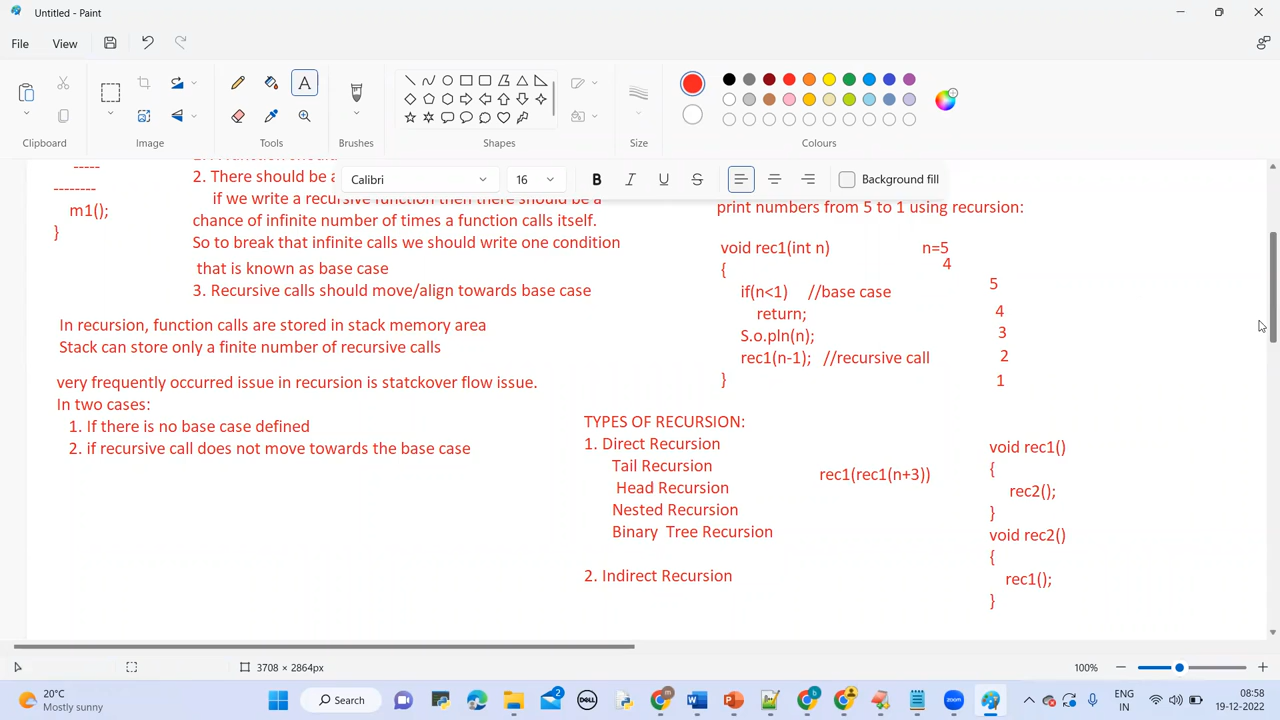 Untitled - Paint
File
View
Clipboard
Image
Tools
Brushes
Shapes
Size
Colours
A
Calibri
16
B
I
U
S
Background fill
-----
--------
m1();
}
2. There should be a
if we write a recursive function then there should be a
chance of infinite number of times a function calls itself.
So to break that infinite calls we should write one condition
that is known as base case
3. Recursive calls should move/align towards base case
In recursion, function calls are stored in stack memory area
Stack can store only a finite number of recursive calls
very frequently occurred issue in recursion is statckover flow issue.
In two cases:
1. If there is no base case defined
2. if recursive call does not move towards the base case
print numbers from 5 to 1 using recursion:
void rec1(int n)
{
if(n<1) //base case
return;
S.o.pln(n);
rec1(n-1); //recursive call
}
n=5
4
5
4
3
2
1
TYPES OF RECURSION:
1. Direct Recursion
Tail Recursion
Head Recursion
Nested Recursion
Binary Tree Recursion
2. Indirect Recursion
rec1(rec1(n+3))
void rec1()
{
rec2();
}
void rec2()
{
rec1();
}
3708 × 2864px
100%
20°C
Mostly sunny
Search
ENG
IN
08:58
19-12-2022